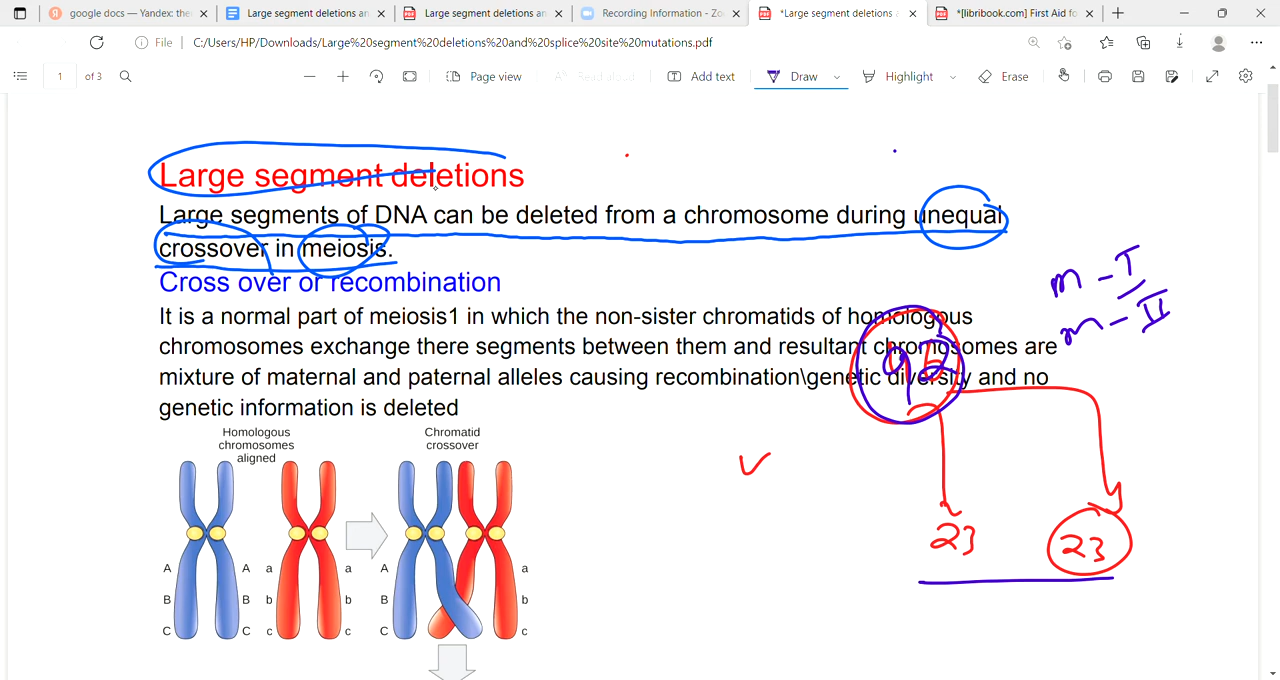 google docs — Yandex: the
Large segment deletions an
Large segment deletions an
Recording Information - Zo
*Large segment deletions a
*[libribook.com] First Aid fo
File
C:/Users/HP/Downloads/Large%20segment%20deletions%20and%20splice%20site%20mutations.pdf
1 of 3
Page view
Read aloud
Add text
Draw
Highlight
Erase
Large segment deletions
Large segments of DNA can be deleted from a chromosome during unequal
crossover in meiosis.
Cross over or recombination
It is a normal part of meiosis1 in which the non-sister chromatids of homologous
chromosomes exchange there segments between them and resultant chromosomes are
mixture of maternal and paternal alleles causing recombination\genetic diversity and no
genetic information is deleted
m - I
m - II
23
23
Homologous
chromosomes
aligned
Chromatid
crossover
A A a a A a
B B b b B b
C C c c C c